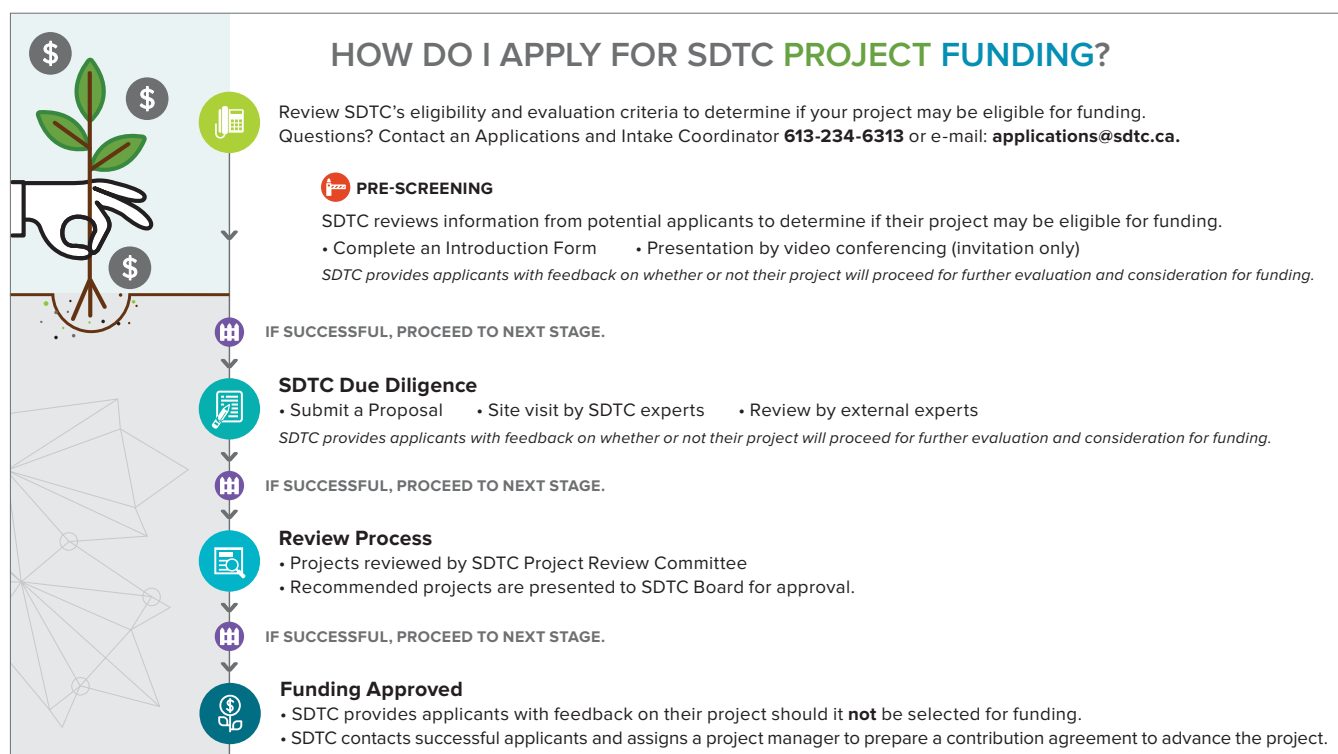 HOW DO I APPLY FOR SDTC PROJECT FUNDING?
Review SDTC's eligibility and evaluation criteria to determine if your project may be eligible for funding.
Questions? Contact an Applications and Intake Coordinator 613-234-6313 or e-mail: applications@sdtc.ca.
PRE-SCREENING
SDTC reviews information from potential applicants to determine if their project may be eligible for funding.
• Complete an Introduction Form • Presentation by video conferencing (invitation only)
SDTC provides applicants with feedback on whether or not their project will proceed for further evaluation and consideration for funding.
IF SUCCESSFUL, PROCEED TO NEXT STAGE.
SDTC Due Diligence
• Submit a Proposal • Site visit by SDTC experts • Review by external experts
SDTC provides applicants with feedback on whether or not their project will proceed for further evaluation and consideration for funding.
IF SUCCESSFUL, PROCEED TO NEXT STAGE.
Review Process
• Projects reviewed by SDTC Project Review Committee
• Recommended projects are presented to SDTC Board for approval.
IF SUCCESSFUL, PROCEED TO NEXT STAGE.
Funding Approved
• SDTC provides applicants with feedback on their project should it not be selected for funding.
• SDTC contacts successful applicants and assigns a project manager to prepare a contribution agreement to advance the project.
$
$
$
$